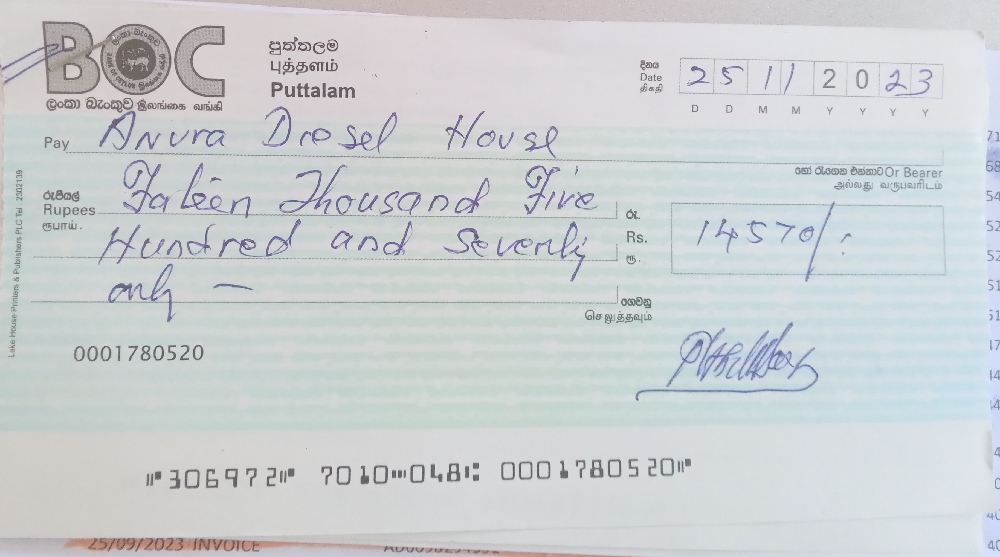 BOC
ලංකා බැංකුව இலங்கை வங்கி
පුත්තලම
புத்தளம்
Puttalam
දිනය
Date
திகதி
25 11 2023
D D M M Y Y Y Y
Pay Anura Diesel House
හෝ රැගෙන එන්නාට Or Bearer
அல்லது வருபவரிடம்
රුපියල්
Rupees
ரூபாய்.
Forteen Thousand Five
Hundred and Seventy
only —
රු.
Rs.
ரூ.
14570/:
ගෙවනු
செலுத்தவும்
0001780520
Lake House Printers & Publishers PLC Tel 2302139
⑈306972⑈ 7010⑉048⑆ 0001780520⑈
25/09/2023 INVOICE